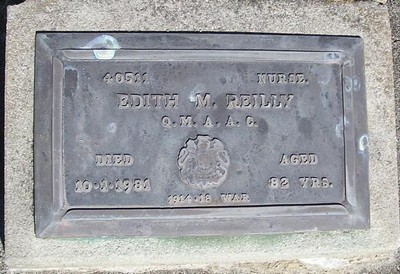 40511 NURSE.
EDITH M. REILLY
Q. M. A. A. C.
DIED AGED
10·1·1981 82 YRS.
1914·18 WAR